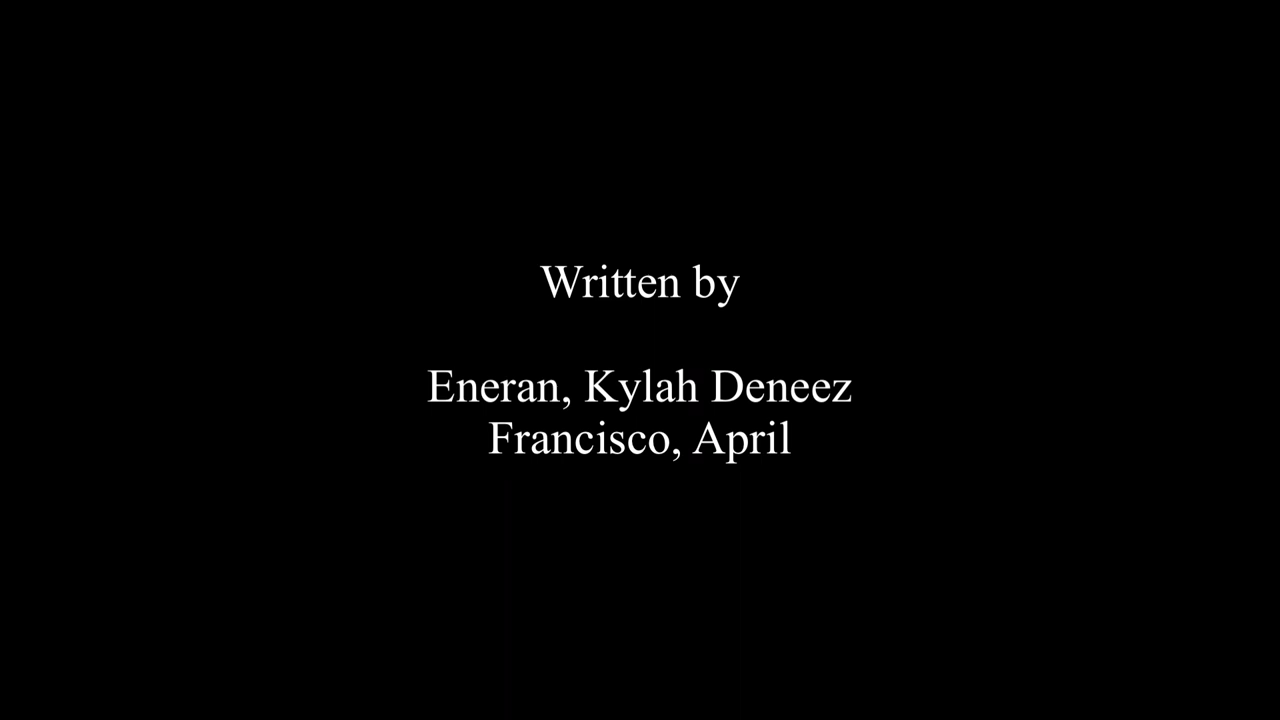 Written by
Eneran, Kylah Deneez
Francisco, April